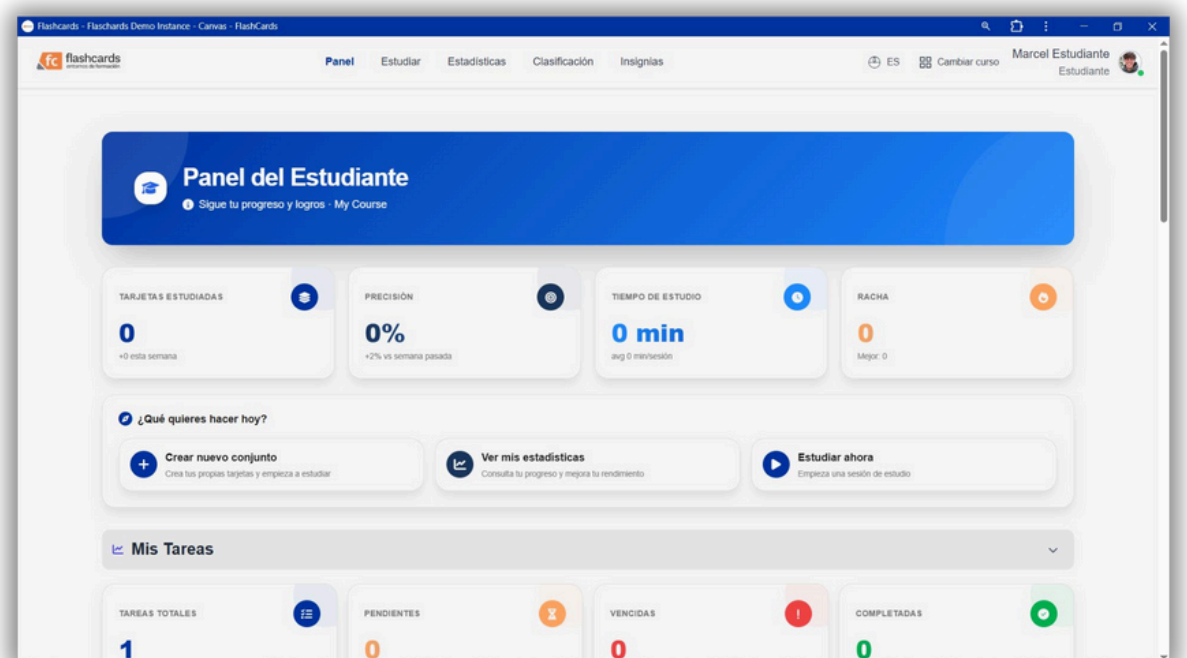 Flashcards - Flaschards Demo Instance - Canvas - FlashCards
fc flashcards
entornos de formación
Panel
Estudiar
Estadísticas
Clasificación
Insignias
ES
Cambiar curso
Marcel Estudiante
Estudiante
Panel del Estudiante
Sigue tu progreso y logros · My Course
TARJETAS ESTUDIADAS
0
+0 esta semana
PRECISIÓN
0%
+2% vs semana pasada
TIEMPO DE ESTUDIO
0 min
avg 0 min/sesión
RACHA
0
Mejor: 0
¿Qué quieres hacer hoy?
Crear nuevo conjunto
Crea tus propias tarjetas y empieza a estudiar
Ver mis estadísticas
Consulta tu progreso y mejora tu rendimiento
Estudiar ahora
Empieza una sesión de estudio
Mis Tareas
TAREAS TOTALES
1
PENDIENTES
0
VENCIDAS
0
COMPLETADAS
0